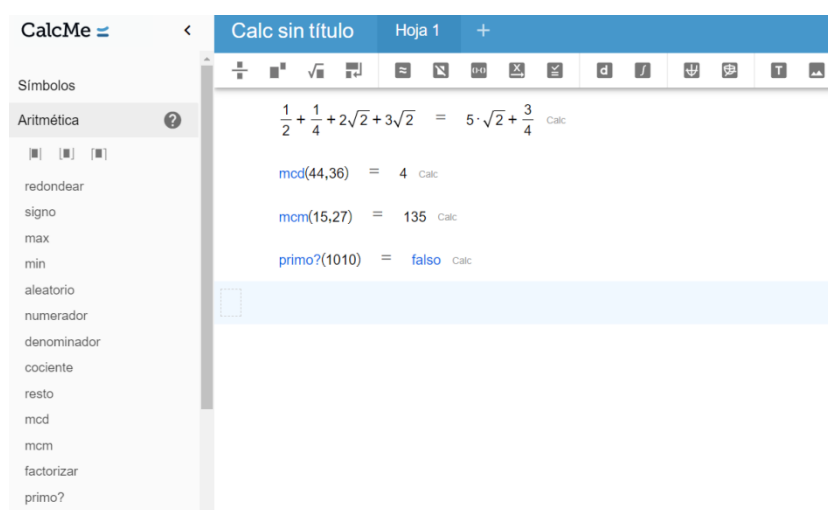 CalcMe
Calc sin título Hoja 1 +
Símbolos
Aritmética ?
redondear
signo
max
min
aleatorio
numerador
denominador
cociente
resto
mcd
mcm
factorizar
primo?
1/2 + 1/4 + 2√2 + 3√2 = 5·√2 + 3/4 Calc
mcd(44,36) = 4 Calc
mcm(15,27) = 135 Calc
primo?(1010) = falso Calc